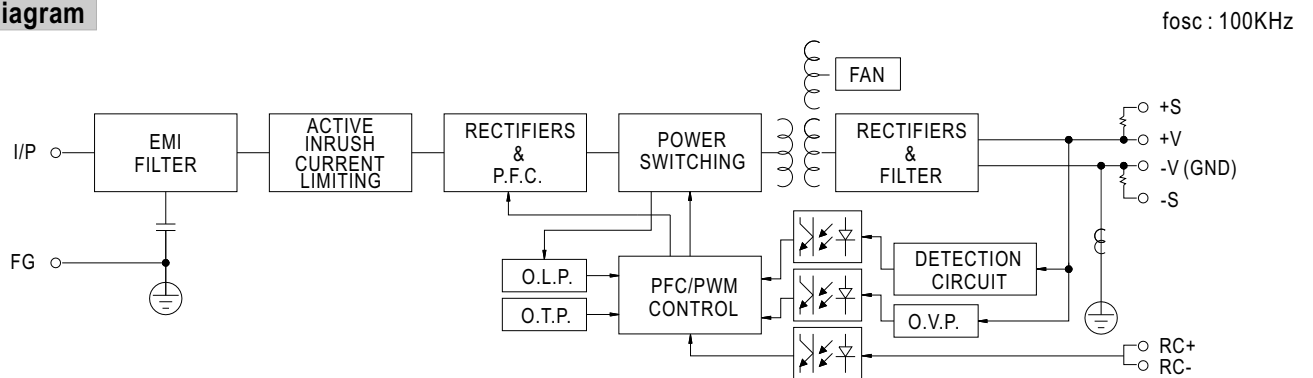 iagram
fosc : 100KHz
FAN
I/P
EMI
FILTER
ACTIVE
INRUSH
CURRENT
LIMITING
RECTIFIERS
&
P.F.C.
POWER
SWITCHING
RECTIFIERS
&
FILTER
+S
+V
-V (GND)
-S
FG
O.L.P.
O.T.P.
PFC/PWM
CONTROL
DETECTION
CIRCUIT
O.V.P.
RC+
RC-